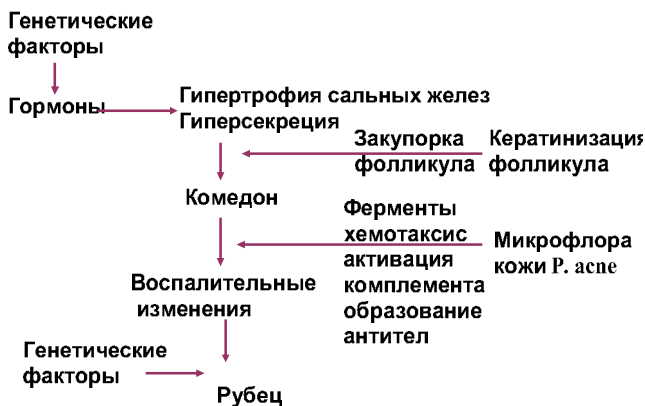 Генетические
факторы
Гормоны
Гипертрофия сальных желез
Гиперсекреция
Закупорка
фолликула
Кератинизация
фолликула
Комедон
Ферменты
хемотаксис
активация
комплемента
образование
антител
Микрофлора
кожи P. acne
Воспалительные
изменения
Генетические
факторы
Рубец